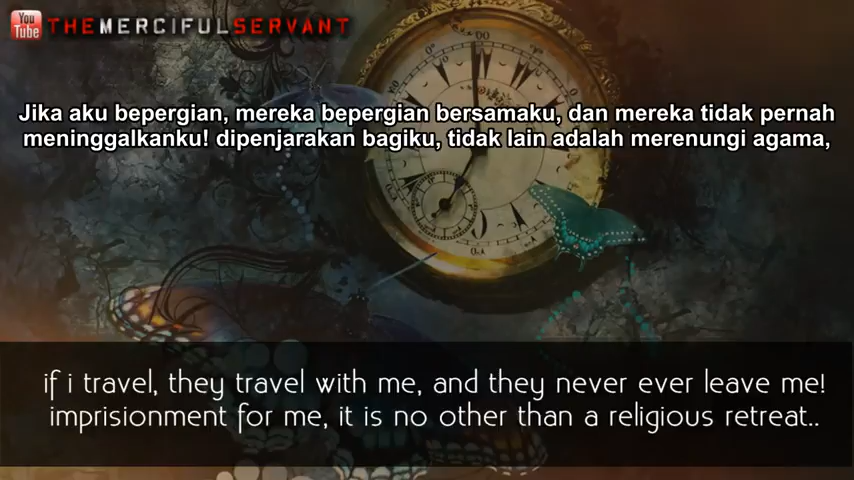 You Tube THEMERCIFULSERVANT
Jika aku bepergian, mereka bepergian bersamaku, dan mereka tidak pernah
meninggalkanku! dipenjarakan bagiku, tidak lain adalah merenungi agama,
if i travel, they travel with me, and they never ever leave me!
imprisionment for me, it is no other than a religious retreat..